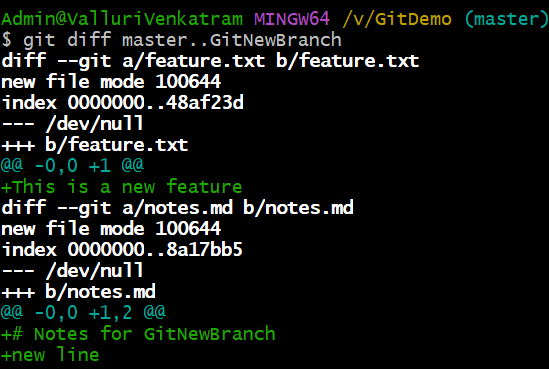 Admin@ValluriVenkatram MINGW64 /v/GitDemo (master)
$ git diff master..GitNewBranch
diff --git a/feature.txt b/feature.txt
new file mode 100644
index 0000000..48af23d
--- /dev/null
+++ b/feature.txt
@@ -0,0 +1 @@
+This is a new feature
diff --git a/notes.md b/notes.md
new file mode 100644
index 0000000..8a17bb5
--- /dev/null
+++ b/notes.md
@@ -0,0 +1,2 @@
+# Notes for GitNewBranch
+new line